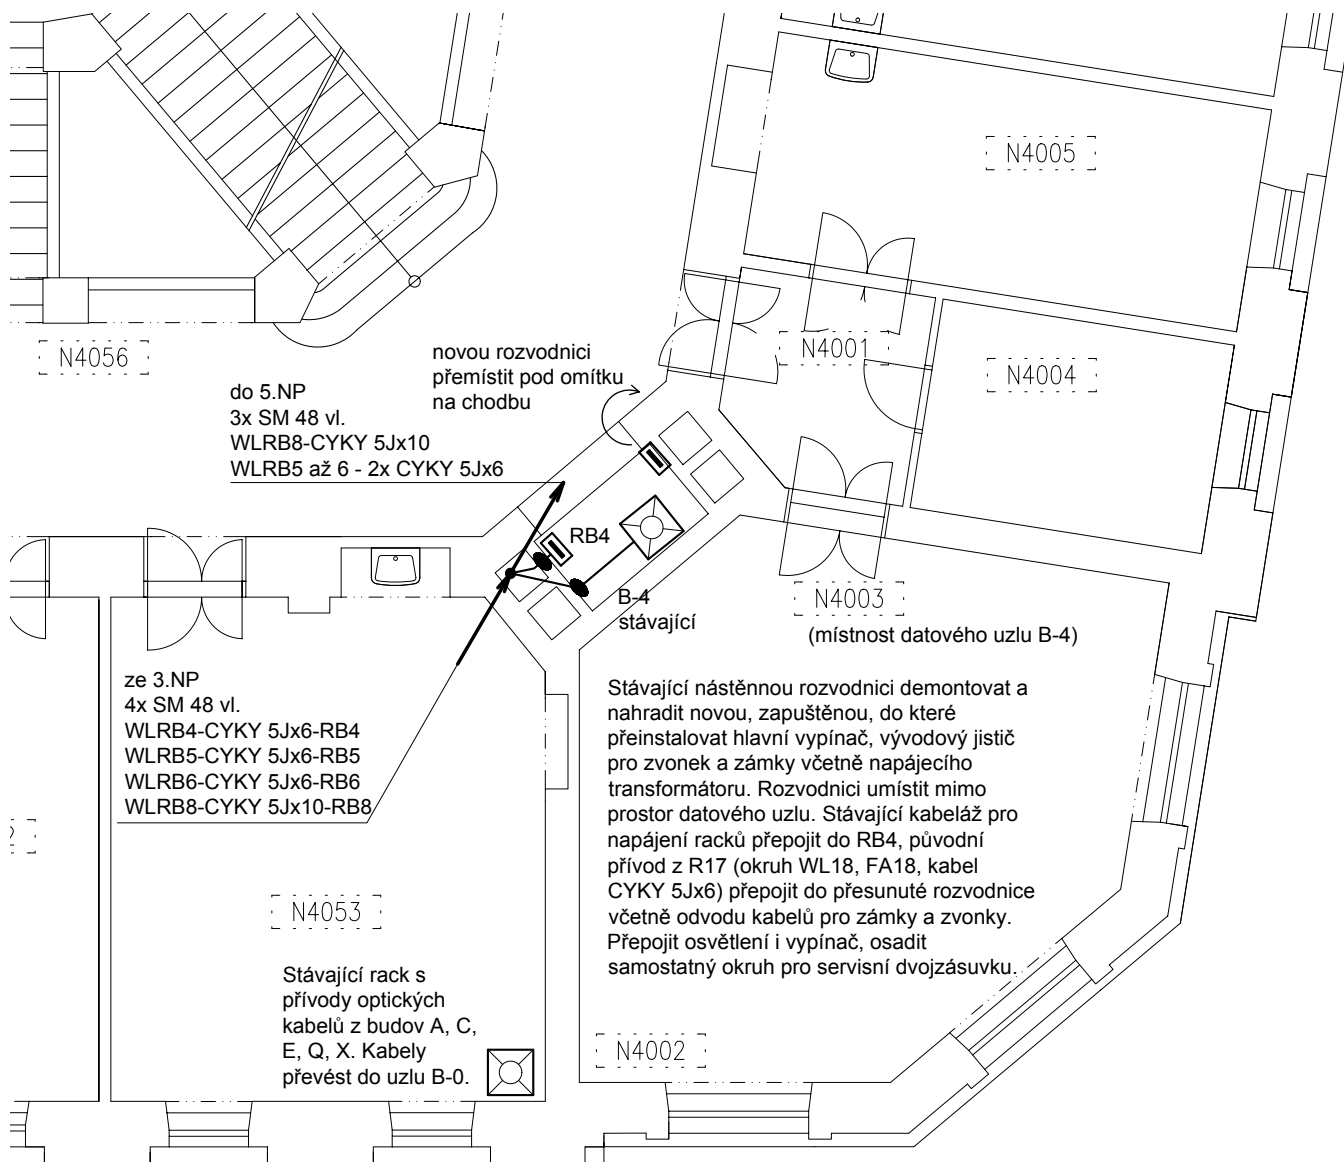 N4005
N4001
N4004
N4056
novou rozvodnici
přemístit pod omítku
na chodbu
do 5.NP
3x SM 48 vl.
WLRB8-CYKY 5Jx10
WLRB5 až 6 - 2x CYKY 5Jx6
RB4
B-4
stávající
N4003
(místnost datového uzlu B-4)
ze 3.NP
4x SM 48 vl.
WLRB4-CYKY 5Jx6-RB4
WLRB5-CYKY 5Jx6-RB5
WLRB6-CYKY 5Jx6-RB6
WLRB8-CYKY 5Jx10-RB8
Stávající nástěnnou rozvodnici demontovat a
nahradit novou, zapuštěnou, do které
přeinstalovat hlavní vypínač, vývodový jistič
pro zvonek a zámky včetně napájecího
transformátoru. Rozvodnici umístit mimo
prostor datového uzlu. Stávající kabeláž pro
napájení racků přepojit do RB4, původní
přívod z R17 (okruh WL18, FA18, kabel
CYKY 5Jx6) přepojit do přesunuté rozvodnice
včetně odvodu kabelů pro zámky a zvonky.
Přepojit osvětlení i vypínač, osadit
samostatný okruh pro servisní dvojzásuvku.
N4053
Stávající rack s
přívody optických
kabelů z budov A, C,
E, Q, X. Kabely
převést do uzlu B-0.
N4002